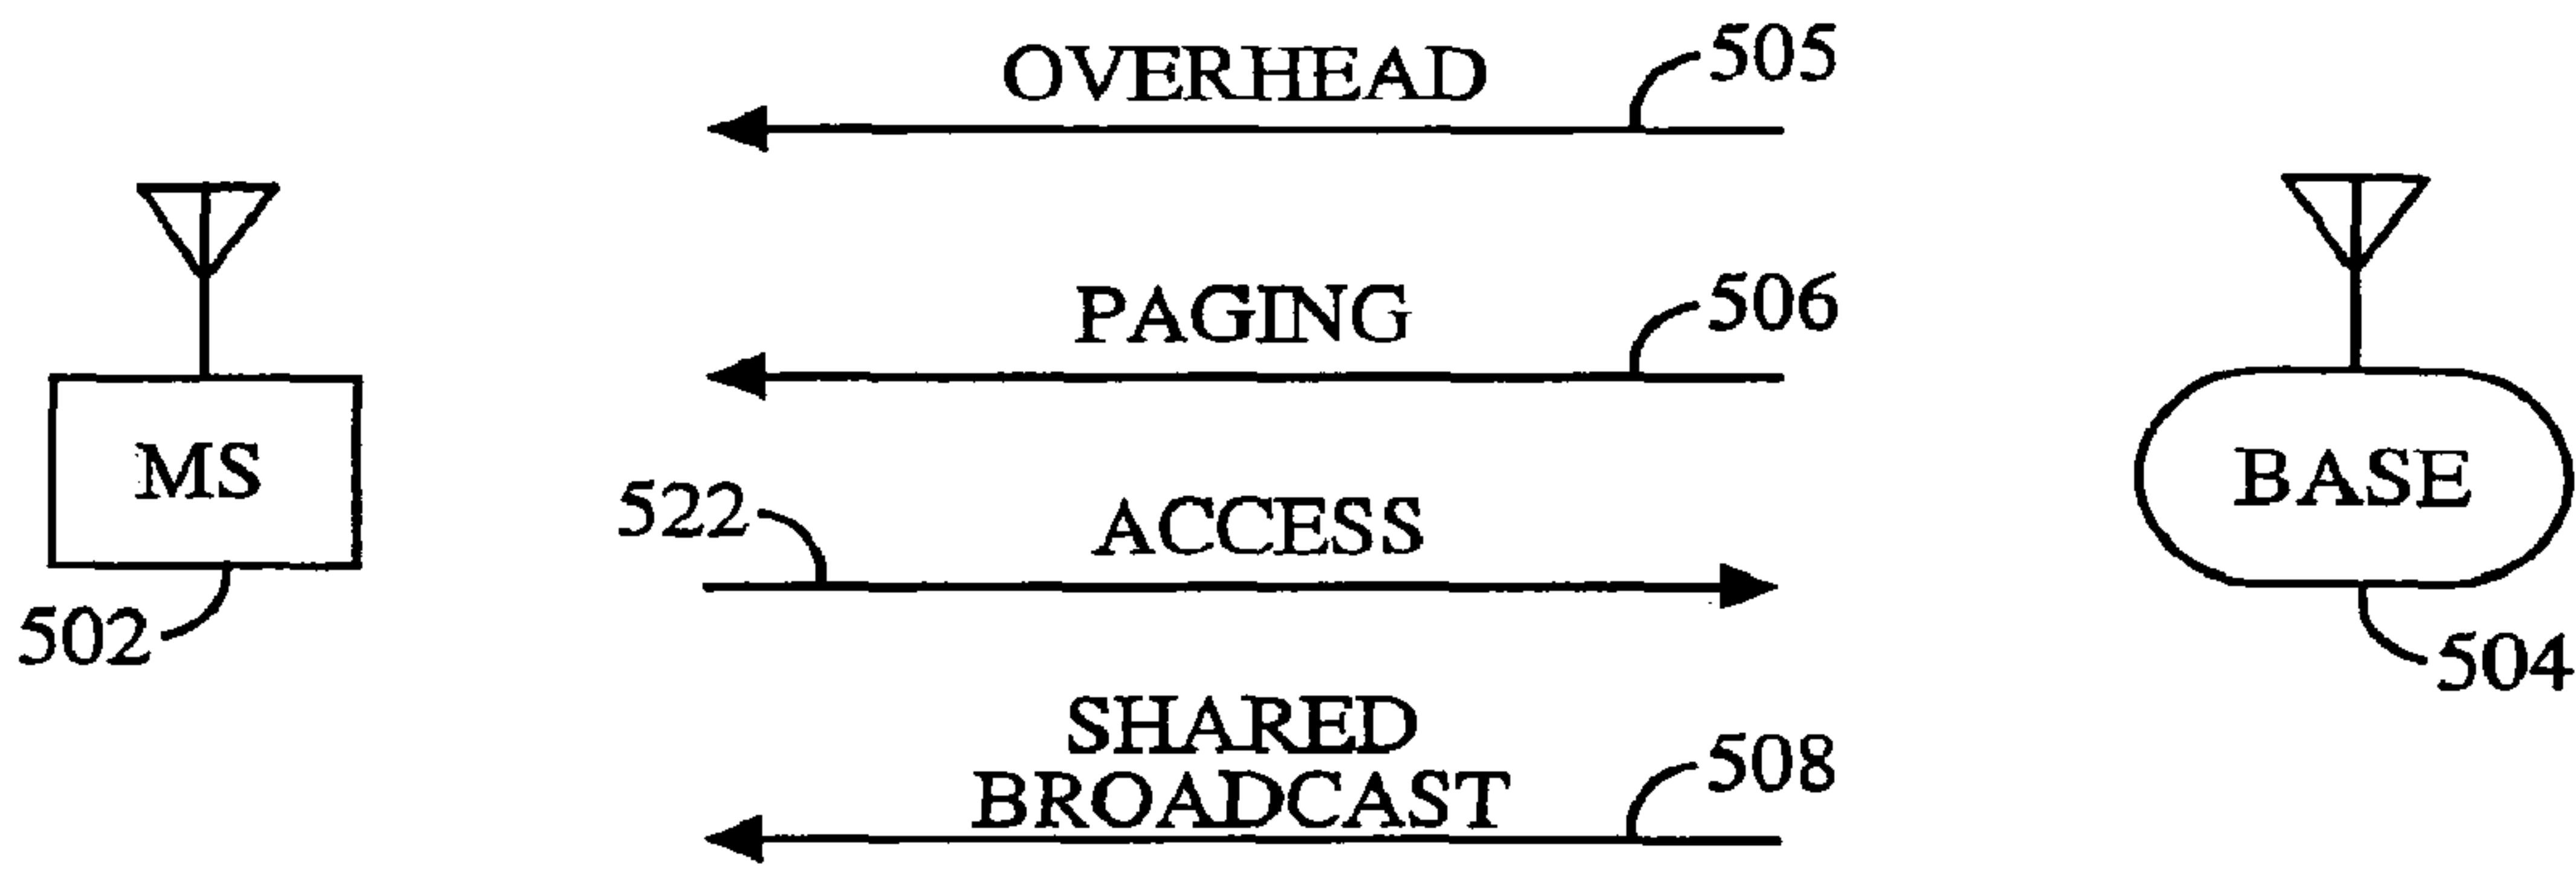 OVERHEAD
505
PAGING
506
MS
BASE
522
ACCESS
502
504
SHARED
BROADCAST
508